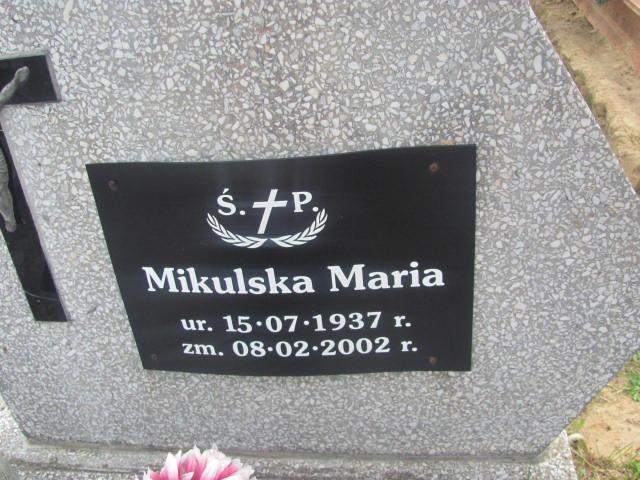 Ś. P.
Mikulska Maria
ur. 15·07·1937 r.
zm. 08·02·2002 r.